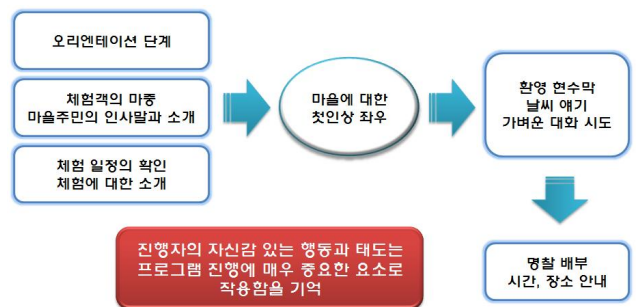 오리엔테이션 단계
체험객의 마중
마을주민의 인사말과 소개
체험 일정의 확인
체험에 대한 소개
마을에 대한
첫인상 좌우
환영 현수막
날씨 얘기
가벼운 대화 시도
명찰 배부
시간, 장소 안내
진행자의 자신감 있는 행동과 태도는
프로그램 진행에 매우 중요한 요소로
작용함을 기억